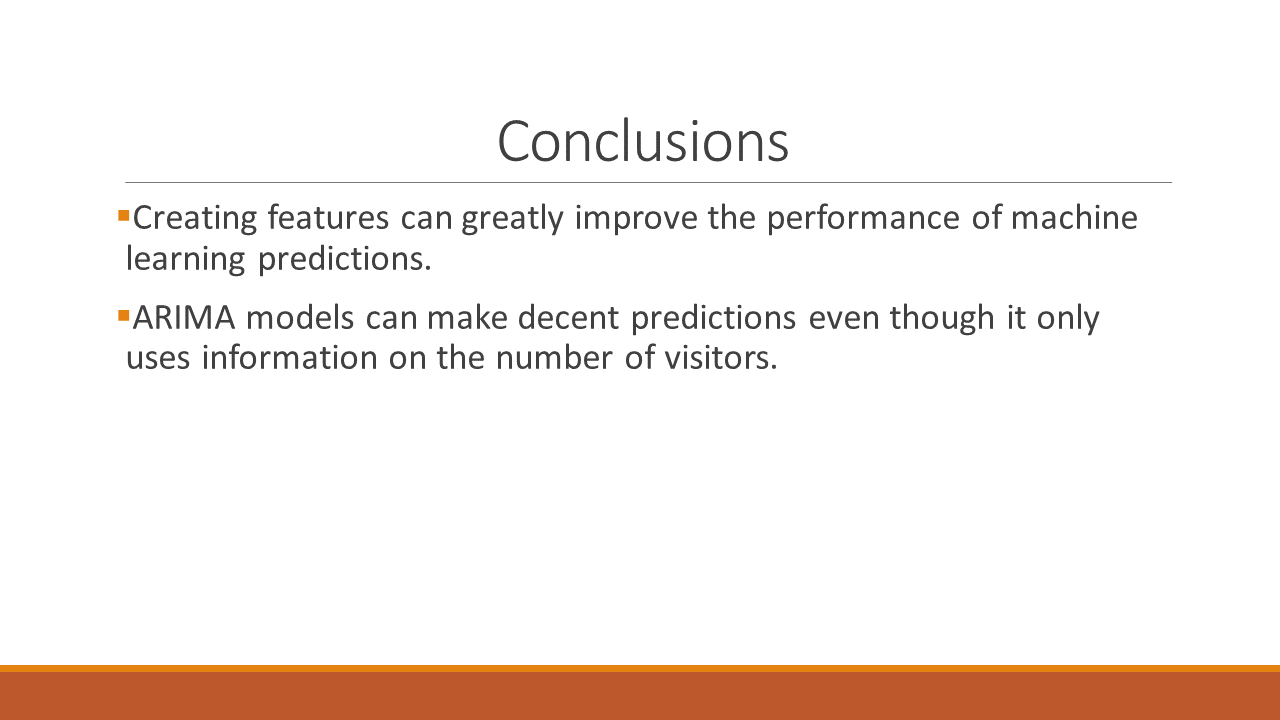 Conclusions
▪Creating features can greatly improve the performance of machine
learning predictions.
▪ARIMA models can make decent predictions even though it only
uses information on the number of visitors.